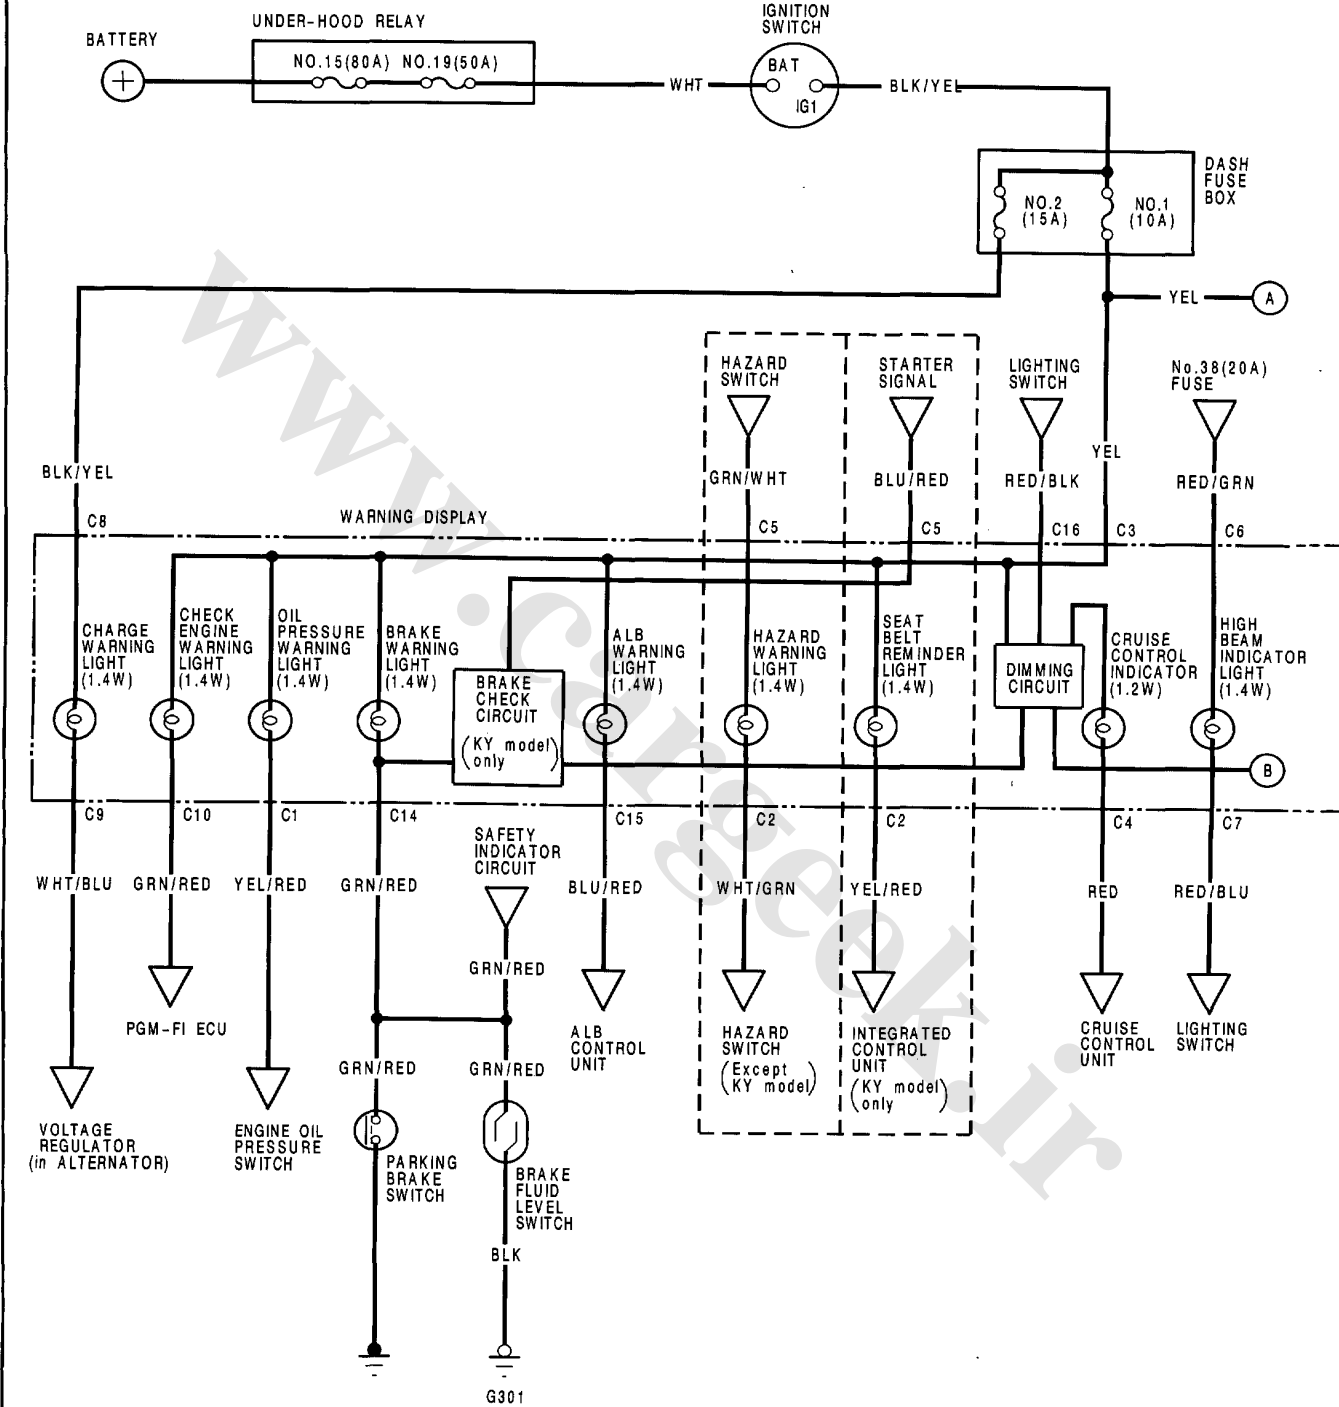 UNDER-HOOD RELAY
IGNITION
SWITCH
BATTERY
NO.15(80A) NO.19(50A)
BAT
IG1
WHT
BLK/YEL
DASH
FUSE
BOX
NO.2
(15A)
NO.1
(10A)
YEL
A
HAZARD
SWITCH
STARTER
SIGNAL
LIGHTING
SWITCH
No.38(20A)
FUSE
BLK/YEL
GRN/WHT
BLU/RED
RED/BLK
YEL
RED/GRN
WARNING DISPLAY
C8
C5
C5
C16
C3
C6
CHARGE
WARNING
LIGHT
(1.4W)
CHECK
ENGINE
WARNING
LIGHT
(1.4W)
OIL
PRESSURE
WARNING
LIGHT
(1.4W)
BRAKE
WARNING
LIGHT
(1.4W)
BRAKE
CHECK
CIRCUIT
(KY model
only)
ALB
WARNING
LIGHT
(1.4W)
HAZARD
WARNING
LIGHT
(1.4W)
SEAT
BELT
REMINDER
LIGHT
(1.4W)
DIMMING
CIRCUIT
CRUISE
CONTROL
INDICATOR
(1.2W)
HIGH
BEAM
INDICATOR
LIGHT
(1.4W)
B
C9
C10
C1
C14
C15
C2
C2
C4
C7
SAFETY
INDICATOR
CIRCUIT
WHT/BLU
GRN/RED
YEL/RED
GRN/RED
BLU/RED
WHT/GRN
YEL/RED
RED
RED/BLU
GRN/RED
PGM-FI ECU
ALB
CONTROL
UNIT
HAZARD
SWITCH
(Except
KY model)
INTEGRATED
CONTROL
UNIT
(KY model
only)
CRUISE
CONTROL
UNIT
LIGHTING
SWITCH
GRN/RED
GRN/RED
VOLTAGE
REGULATOR
(in ALTERNATOR)
ENGINE OIL
PRESSURE
SWITCH
PARKING
BRAKE
SWITCH
BRAKE
FLUID
LEVEL
SWITCH
BLK
G301
www.cargeek.ir